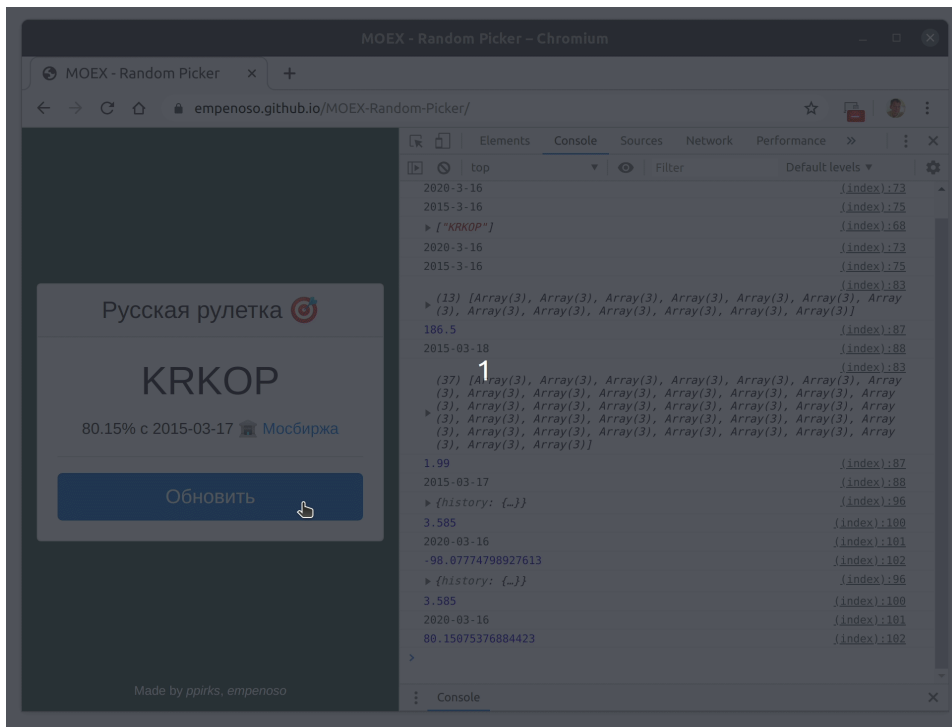 MOEX - Random Picker – Chromium
MOEX - Random Picker × +
empenoso.github.io/MOEX-Random-Picker/
Elements Console Sources Network Performance »
top Filter Default levels
2020-3-16 (index):73
2015-3-16 (index):75
["KRKOP"] (index):68
2020-3-16 (index):73
2015-3-16 (index):75
(index):83
(13) [Array(3), Array(3), Array(3), Array(3), Array(3), Array(3), Array
(3), Array(3), Array(3), Array(3), Array(3), Array(3), Array(3)]
186.5 (index):87
2015-03-18 (index):88
(index):83
(37) [Array(3), Array(3), Array(3), Array(3), Array(3), Array(3), Array
(3), Array(3), Array(3), Array(3), Array(3), Array(3), Array(3), Array
(3), Array(3), Array(3), Array(3), Array(3), Array(3), Array(3), Array
(3), Array(3), Array(3), Array(3), Array(3), Array(3), Array(3), Array
(3), Array(3), Array(3), Array(3), Array(3), Array(3), Array(3), Array
(3), Array(3), Array(3)]
1.99 (index):87
2015-03-17 (index):88
{history: {…}} (index):96
3.585 (index):100
2020-03-16 (index):101
-98.07774798927613 (index):102
{history: {…}} (index):96
3.585 (index):100
2020-03-16 (index):101
80.15075376884423 (index):102
>
Console
Русская рулетка
KRKOP
80.15% с 2015-03-17 Мосбиржа
Обновить
Made by ppirks, empenoso
1